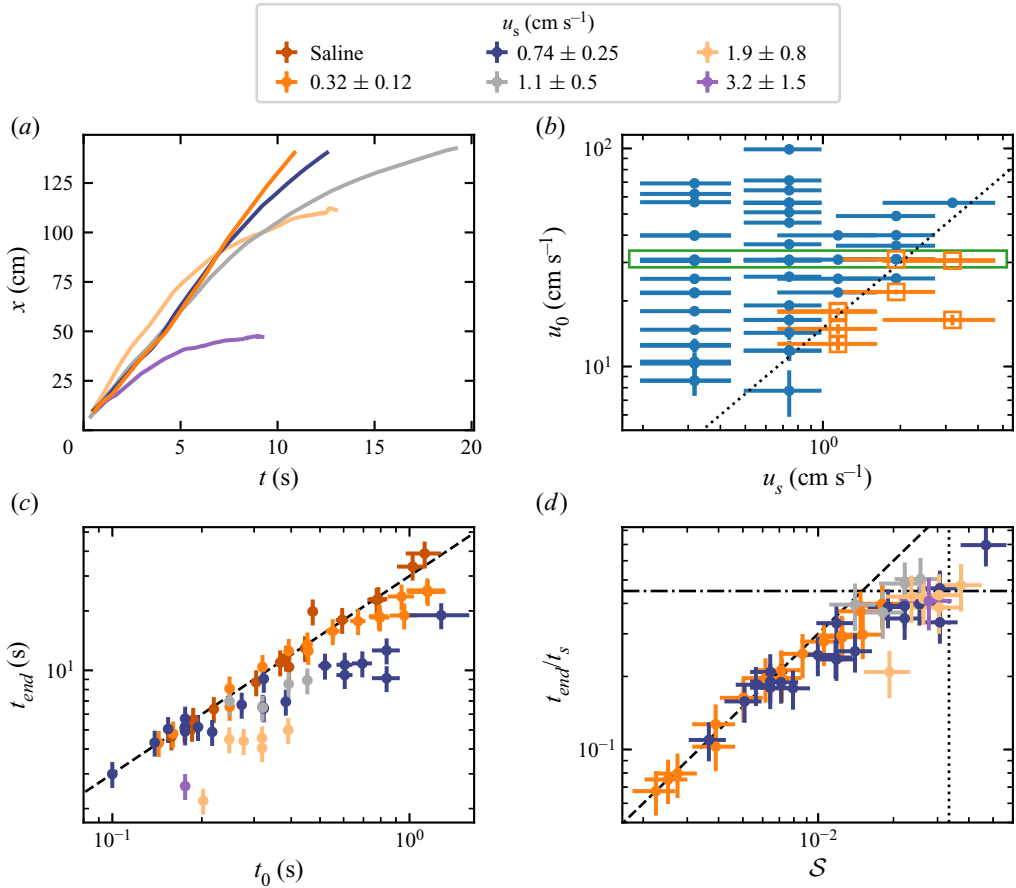 u_s (cm s⁻¹)
Saline
0.74 ± 0.25
1.9 ± 0.8
0.32 ± 0.12
1.1 ± 0.5
3.2 ± 1.5
(a)
(b)
125
100
75
50
25
0
5
10
15
20
x (cm)
t (s)
10²
10¹
10⁰
u₀ (cm s⁻¹)
u_s (cm s⁻¹)
(c)
(d)
10¹
10⁻¹
10⁰
t_end (s)
t₀ (s)
10⁻¹
10⁻²
t_end/t_s
𝒮